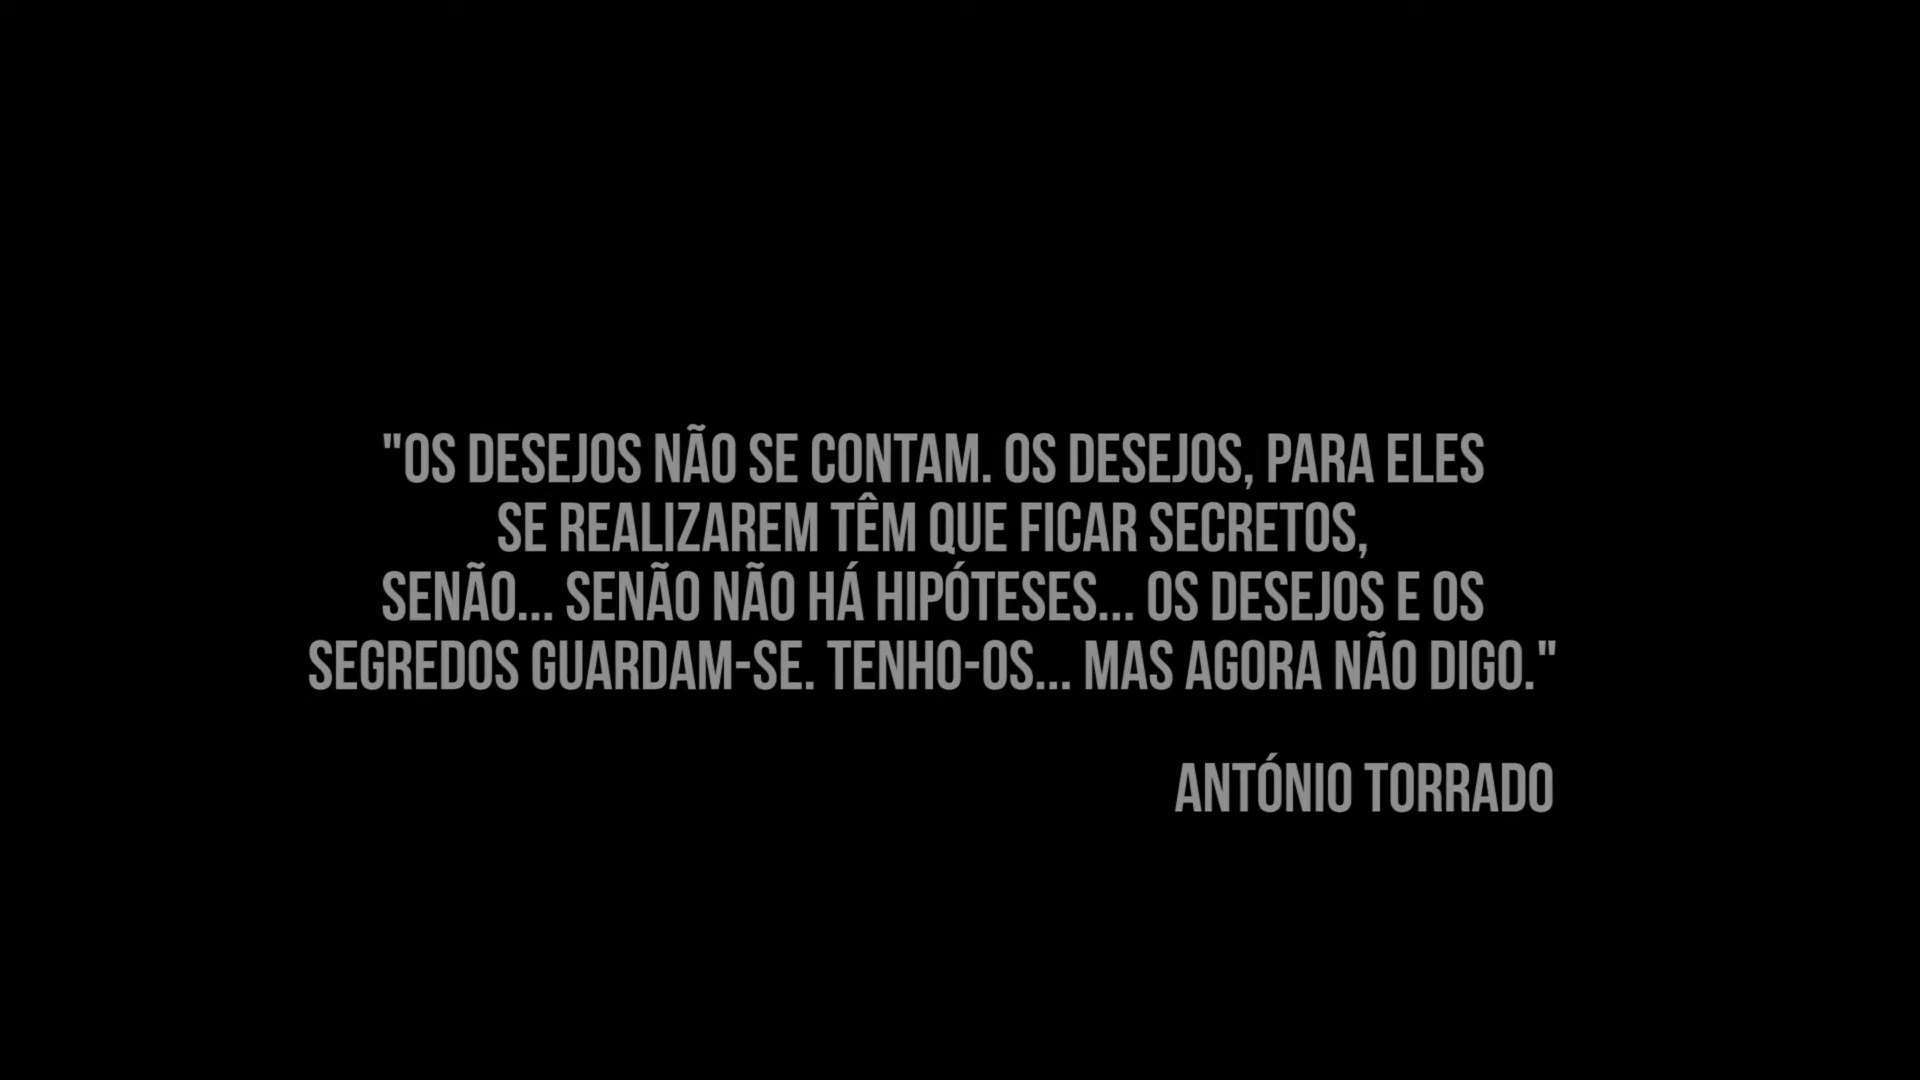 "OS DESEJOS NÃO SE CONTAM. OS DESEJOS, PARA ELES
SE REALIZAREM TÊM QUE FICAR SECRETOS,
SENÃO... SENÃO NÃO HÁ HIPÓTESES... OS DESEJOS E OS
SEGREDOS GUARDAM-SE. TENHO-OS... MAS AGORA NÃO DIGO."
ANTÓNIO TORRADO